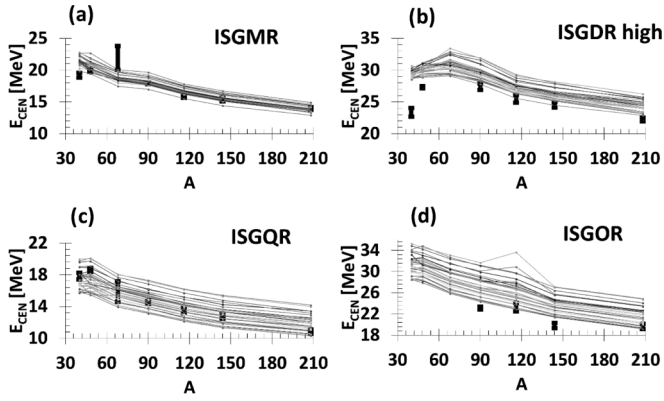 (a)
ISGMR
25
20
15
10
E_CEN [MeV]
30 60 90 120 150 180 210
A
(b)
ISGDR high
35
30
25
20
E_CEN [MeV]
30 60 90 120 150 180 210
A
(c)
ISGQR
22
18
14
10
E_CEN [MeV]
30 60 90 120 150 180 210
A
(d)
ISGOR
34
30
26
22
18
E_CEN [MeV]
30 60 90 120 150 180 210
A